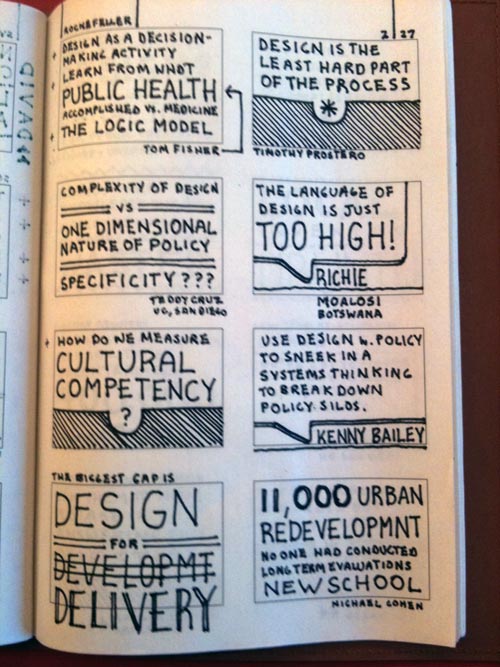 ROCKEFELLER
DESIGN AS A DECISION-
MAKING ACTIVITY
LEARN FROM WHAT
PUBLIC HEALTH
ACCOMPLISHED VS. MEDICINE
THE LOGIC MODEL
TOM FISHER
2/27
DESIGN IS THE
LEAST HARD PART
OF THE PROCESS
*
TIMOTHY PROSTERO
COMPLEXITY OF DESIGN
VS
ONE DIMENSIONAL
NATURE OF POLICY
SPECIFICITY???
TEDDY CRUZ
UC, SAN DIEGO
THE LANGUAGE OF
DESIGN IS JUST
TOO HIGH!
RICHIE
MOALOSI
BOTSWANA
HOW DO WE MEASURE
CULTURAL
COMPETENCY
?
USE DESIGN W. POLICY
TO SNEEK IN A
SYSTEMS THINKING
TO BREAK DOWN
POLICY SILOS.
KENNY BAILEY
THE BIGGEST GAP IS
DESIGN
FOR
DEVELOPMT
DELIVERY
11,000 URBAN
REDEVELOPMNT
NO ONE HAD CONDUCTED
LONG TERM EVALUATIONS
NEW SCHOOL
MICHAEL COHEN